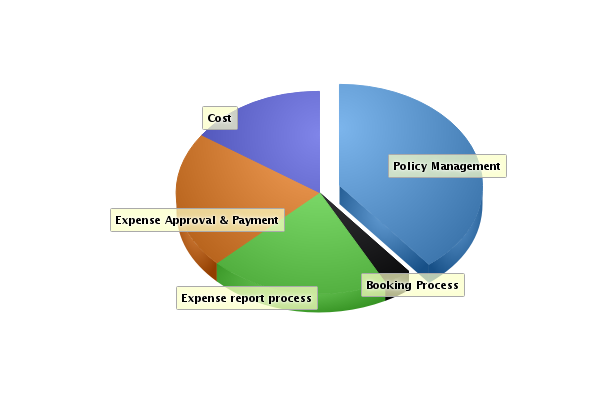 Cost
Policy Management
Expense Approval & Payment
Booking Process
Expense report process